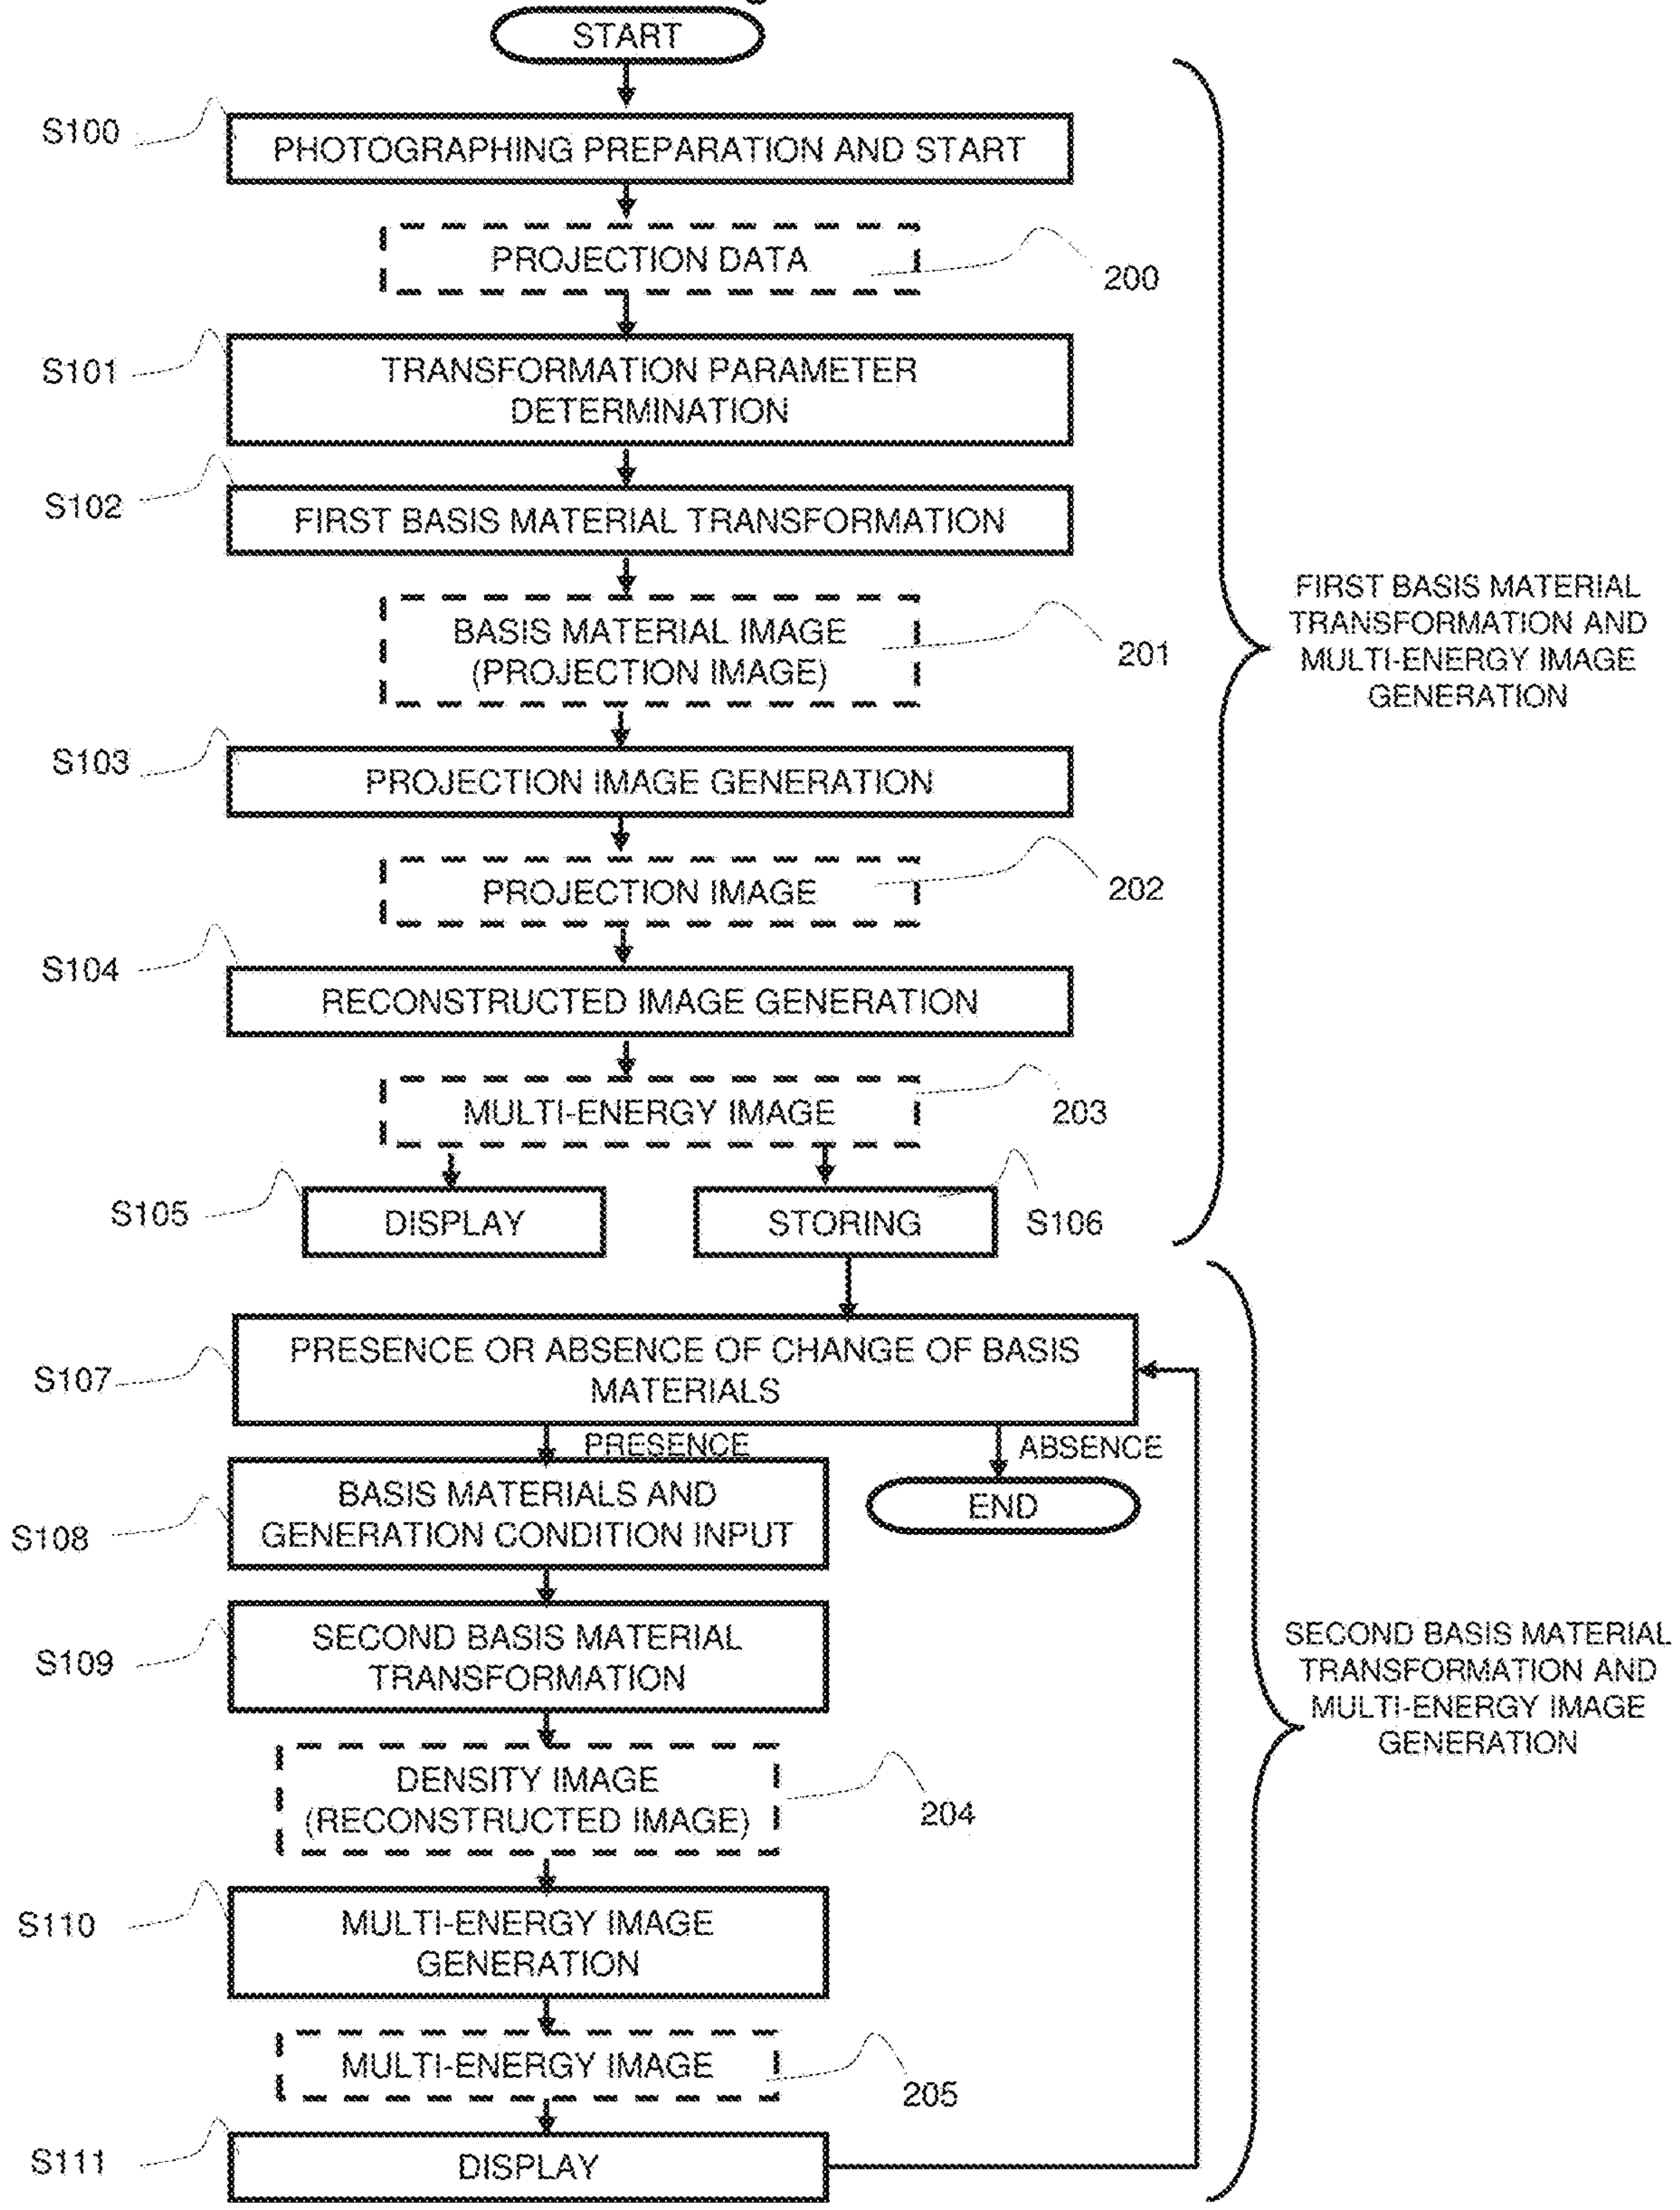 START
S100
PHOTOGRAPHING PREPARATION AND START
PROJECTION DATA
200
S101
TRANSFORMATION PARAMETER
DETERMINATION
S102
FIRST BASIS MATERIAL TRANSFORMATION
BASIS MATERIAL IMAGE
(PROJECTION IMAGE)
201
FIRST BASIS MATERIAL
TRANSFORMATION AND
MULTI-ENERGY IMAGE
GENERATION
S103
PROJECTION IMAGE GENERATION
PROJECTION IMAGE
202
S104
RECONSTRUCTED IMAGE GENERATION
MULTI-ENERGY IMAGE
203
S105
DISPLAY
STORING
S106
S107
PRESENCE OR ABSENCE OF CHANGE OF BASIS
MATERIALS
PRESENCE
ABSENCE
S108
BASIS MATERIALS AND
GENERATION CONDITION INPUT
END
S109
SECOND BASIS MATERIAL
TRANSFORMATION
SECOND BASIS MATERIAL
TRANSFORMATION AND
MULTI-ENERGY IMAGE
GENERATION
DENSITY IMAGE
(RECONSTRUCTED IMAGE)
204
S110
MULTI-ENERGY IMAGE
GENERATION
MULTI-ENERGY IMAGE
205
S111
DISPLAY